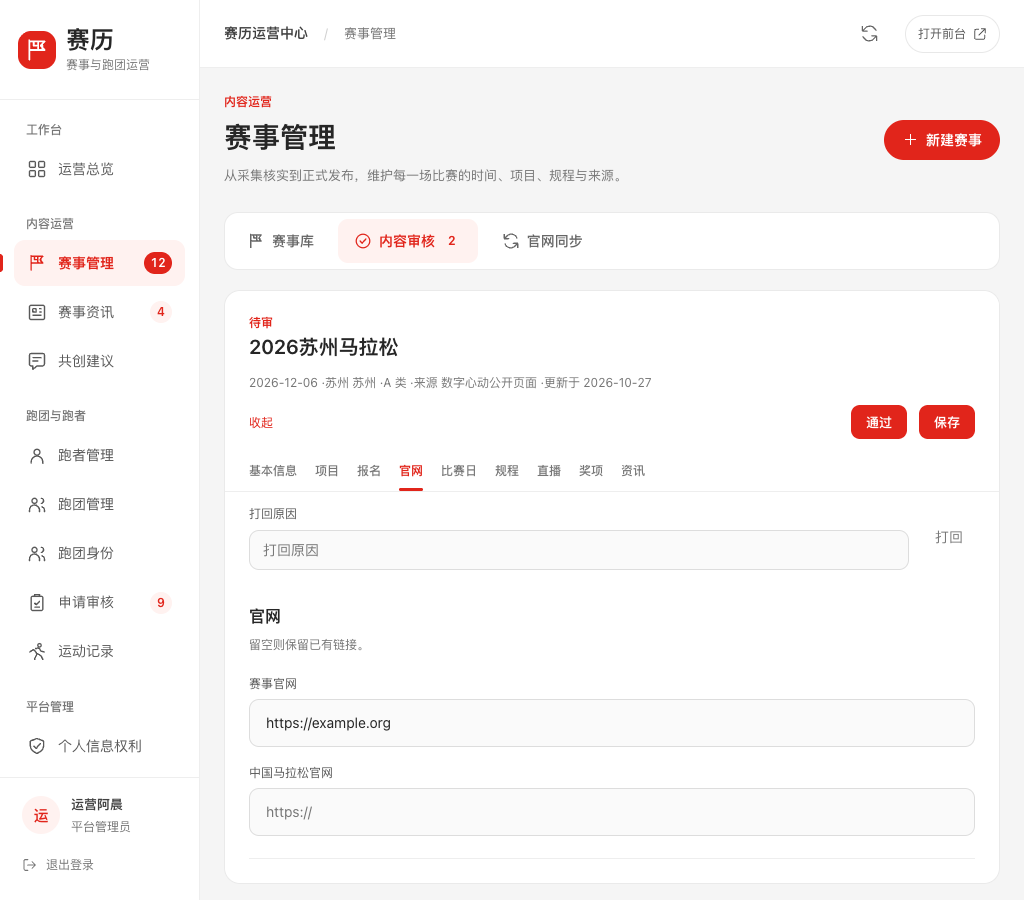 赛历
赛事与跑团运营
工作台
运营总览
内容运营
赛事管理 12
赛事资讯 4
共创建议
跑团与跑者
跑者管理
跑团管理
跑团身份
申请审核 9
运动记录
平台管理
个人信息权利
运 运营阿晨
平台管理员
退出登录
赛历运营中心 / 赛事管理
打开前台
内容运营
赛事管理
从采集核实到正式发布，维护每一场比赛的时间、项目、规程与来源。
新建赛事
赛事库 内容审核 2 官网同步
待审
2026苏州马拉松
2026-12-06 ·苏州 苏州 ·A 类 ·来源 数字心动公开页面 ·更新于 2026-10-27
收起 通过 保存
基本信息 项目 报名 官网 比赛日 规程 直播 奖项 资讯
打回原因
打回原因 打回
官网
留空则保留已有链接。
赛事官网
https://example.org
中国马拉松官网
https://